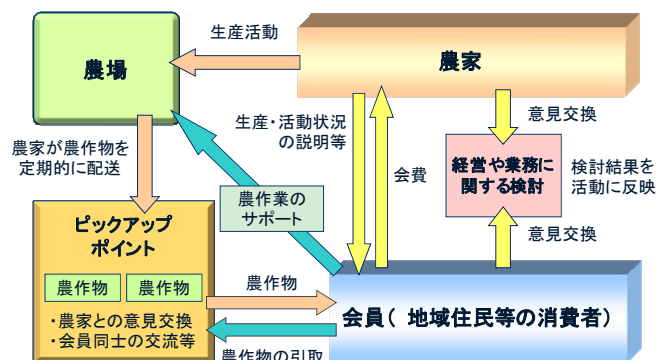 生産活動
農場
農家
農家が農作物を
定期的に配送
生産・活動状況
の説明等
会費
意見交換
経営や業務に
関する検討
検討結果を
活動に反映
意見交換
農作業の
サポート
ピックアップ
ポイント
農作物
農作物
・農家との意見交換
・会員同士の交流等
農作物
会員( 地域住民等の消費者)
農作物の引取